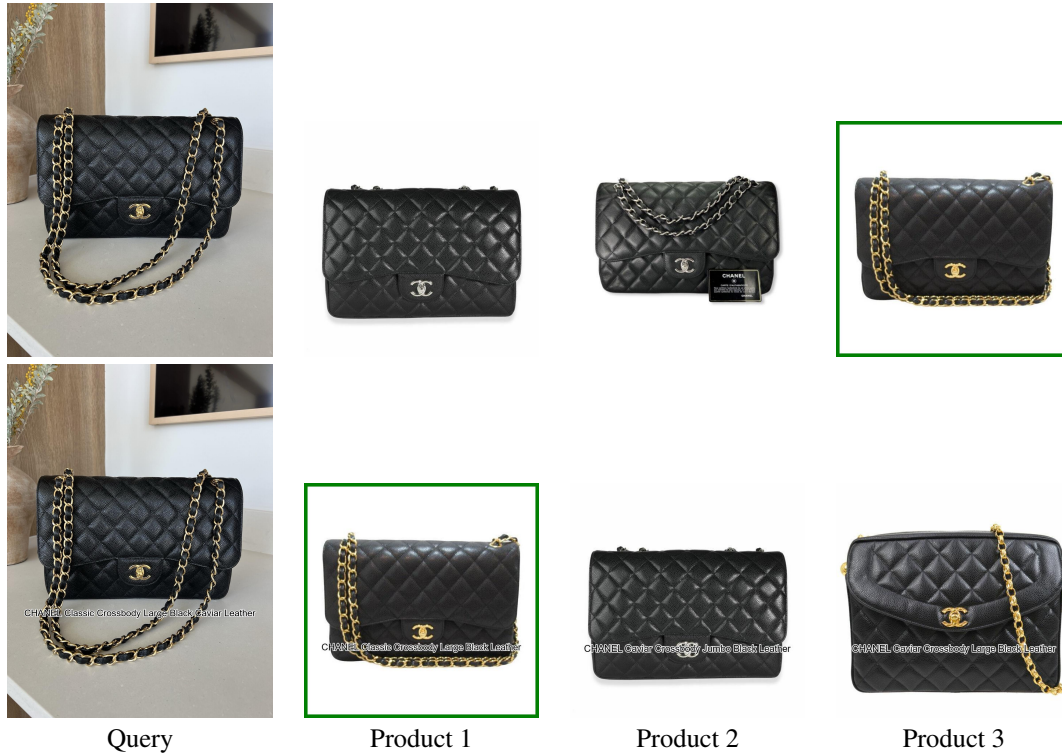 CHANEL
CHANEL Classic Crossbody Large Black Caviar Leather
CHANEL Classic Crossbody Large Black Leather
CHANEL Caviar Crossbody Jumbo Black Leather
CHANEL Caviar Crossbody Large Black Leather
Query
Product 1
Product 2
Product 3